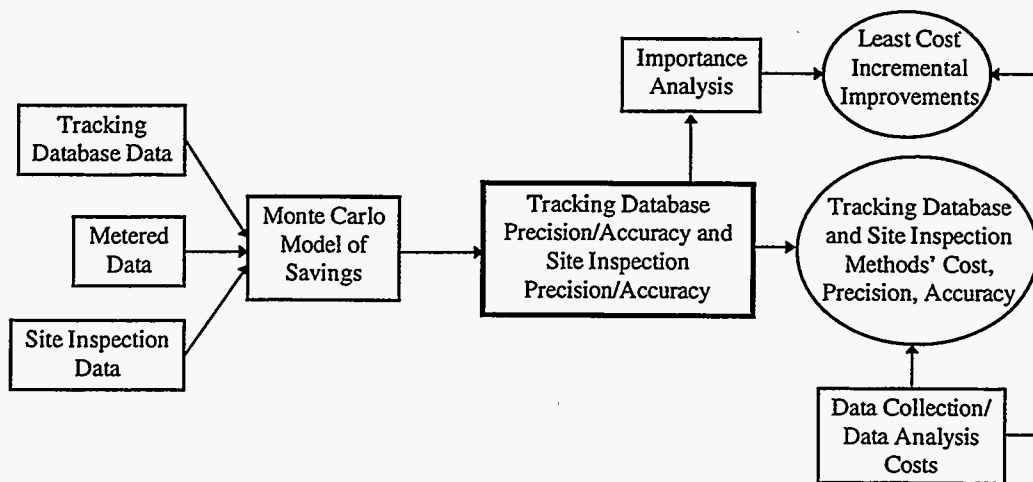 Tracking
Database Data
Metered
Data
Site Inspection
Data
Monte Carlo
Model of
Savings
Tracking Database
Precision/Accuracy and
Site Inspection
Precision/Accuracy
Importance
Analysis
Least Cost
Incremental
Improvements
Tracking Database
and Site Inspection
Methods' Cost,
Precision, Accuracy
Data Collection/
Data Analysis
Costs